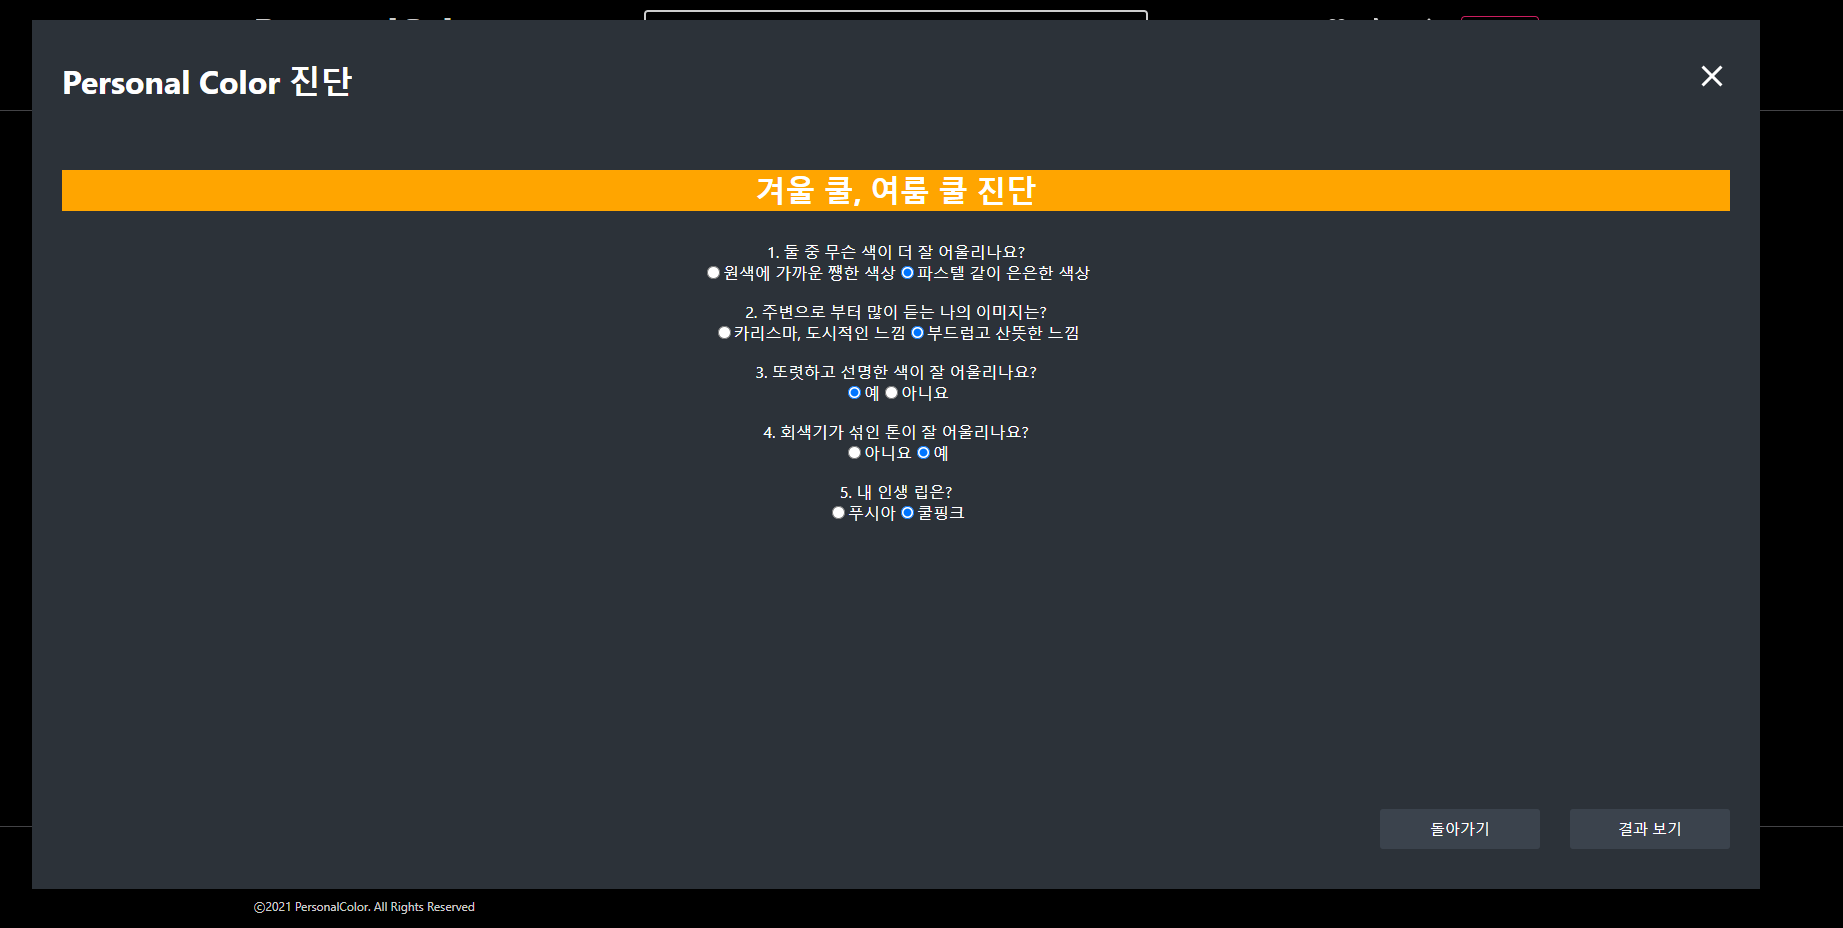 Personal Color 진단
겨울 쿨, 여룸 쿨 진단
1. 둘 중 무슨 색이 더 잘 어울리나요?
원색에 가까운 쨍한 색상 파스텔 같이 은은한 색상
2. 주변으로 부터 많이 듣는 나의 이미지는?
카리스마, 도시적인 느낌 부드럽고 산뜻한 느낌
3. 또렷하고 선명한 색이 잘 어울리나요?
예 아니요
4. 회색기가 섞인 톤이 잘 어울리나요?
아니요 예
5. 내 인생 립은?
푸시아 쿨핑크
돌아가기 결과 보기
©2021 PersonalColor. All Rights Reserved